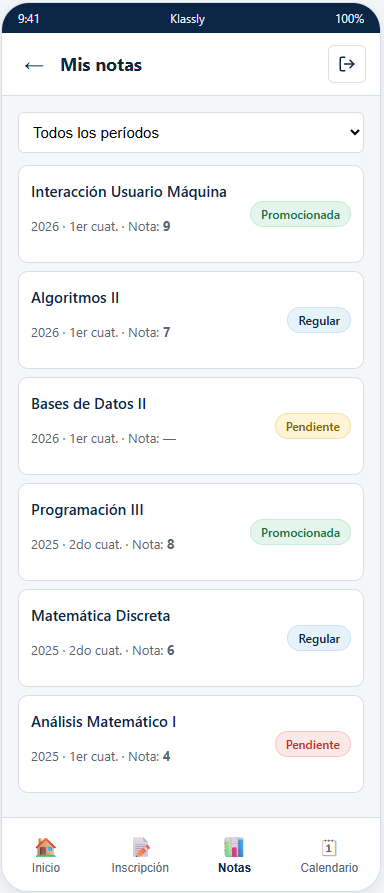 9:41 Klassly 100%
← Mis notas
Todos los períodos
Interacción Usuario Máquina
Promocionada
2026 · 1er cuat. · Nota: 9
Algoritmos II
Regular
2026 · 1er cuat. · Nota: 7
Bases de Datos II
Pendiente
2026 · 1er cuat. · Nota: —
Programación III
Promocionada
2025 · 2do cuat. · Nota: 8
Matemática Discreta
Regular
2025 · 2do cuat. · Nota: 6
Análisis Matemático I
Pendiente
2025 · 1er cuat. · Nota: 4
Inicio Inscripción Notas Calendario